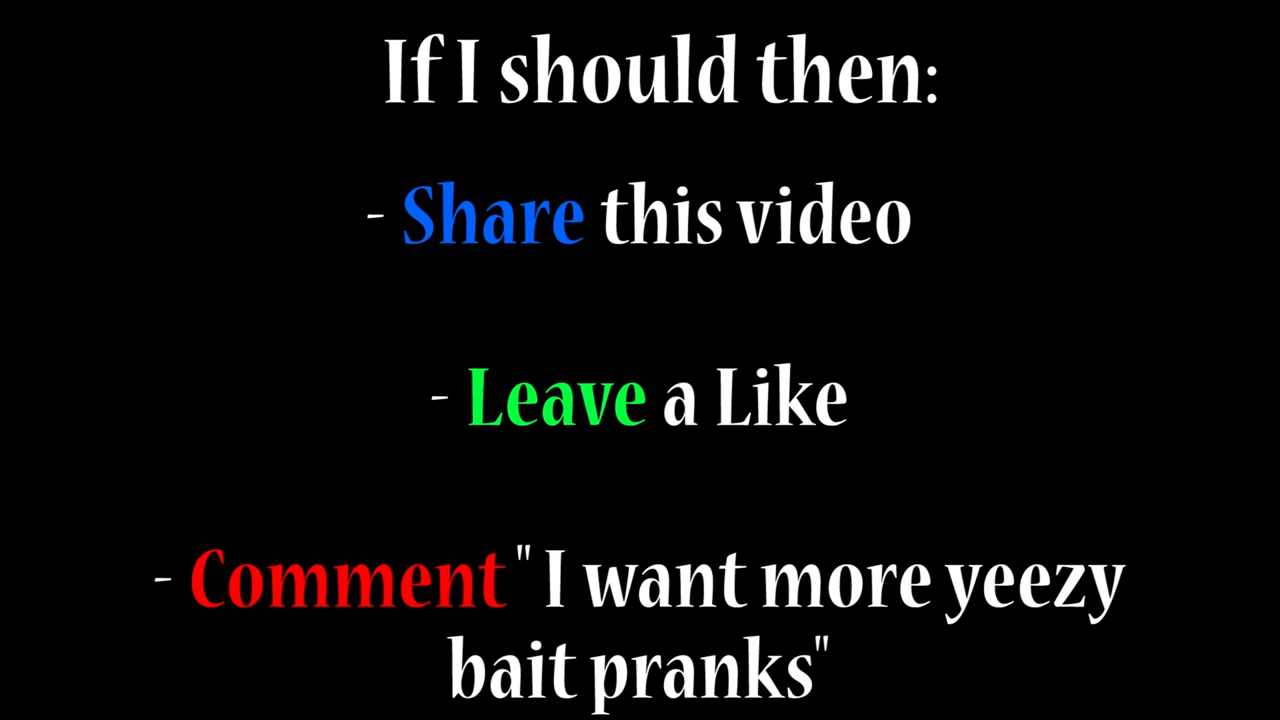 If I should then:
- Share this video
- Leave a Like
- Comment " I want more yeezy
bait pranks"